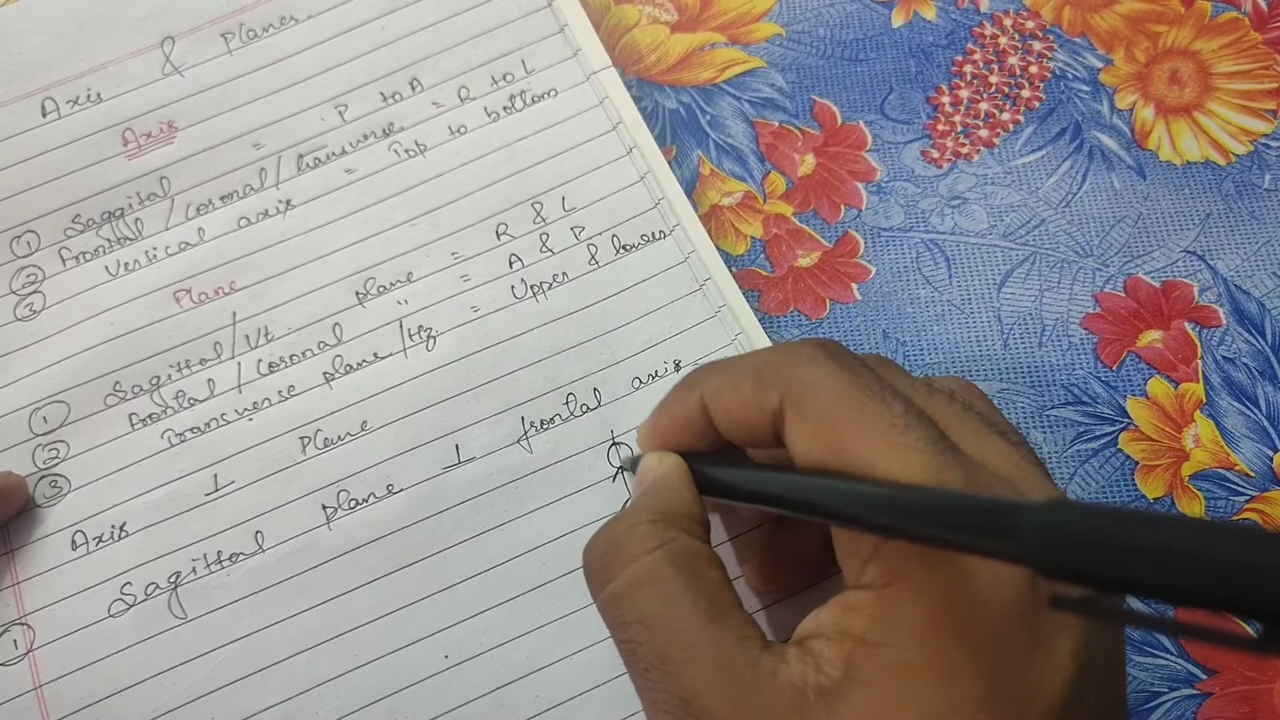 Axis & planes.
Axis
① Saggital = P to A
② frontal / Coronal / transverse = R to L
③ Vertical axis = Top to bottom
Plane
① Sagittal / Vt. plane = R & L
② frontal / Coronal " = A & P
③ Transverse plane / Hz. = Upper & lower
Axis ⊥ Plane
① Sagittal plane ⊥ frontal axis.